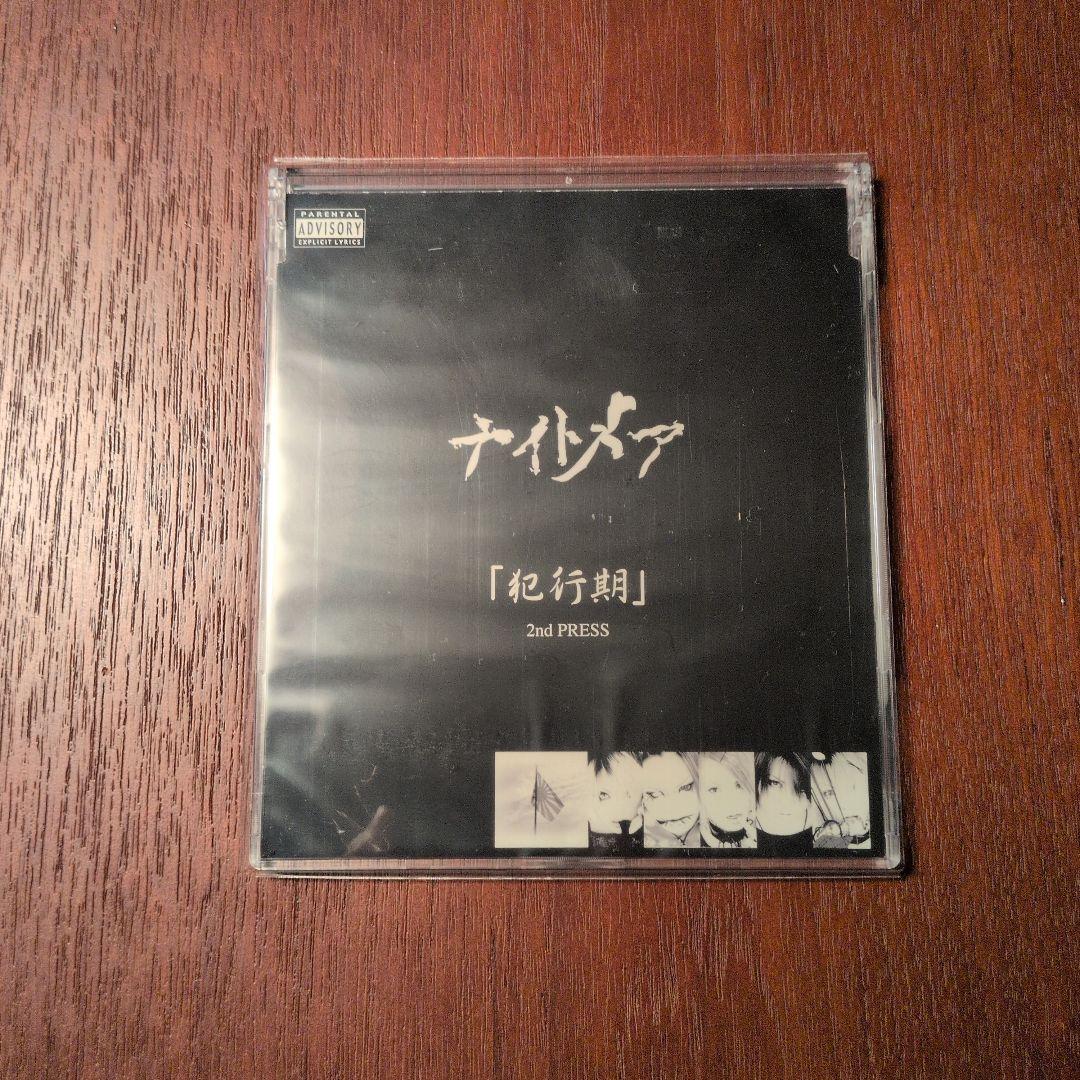 PARENTAL
ADVISORY
EXPLICIT LYRICS
ナイトメア
「犯行期」
2nd PRESS